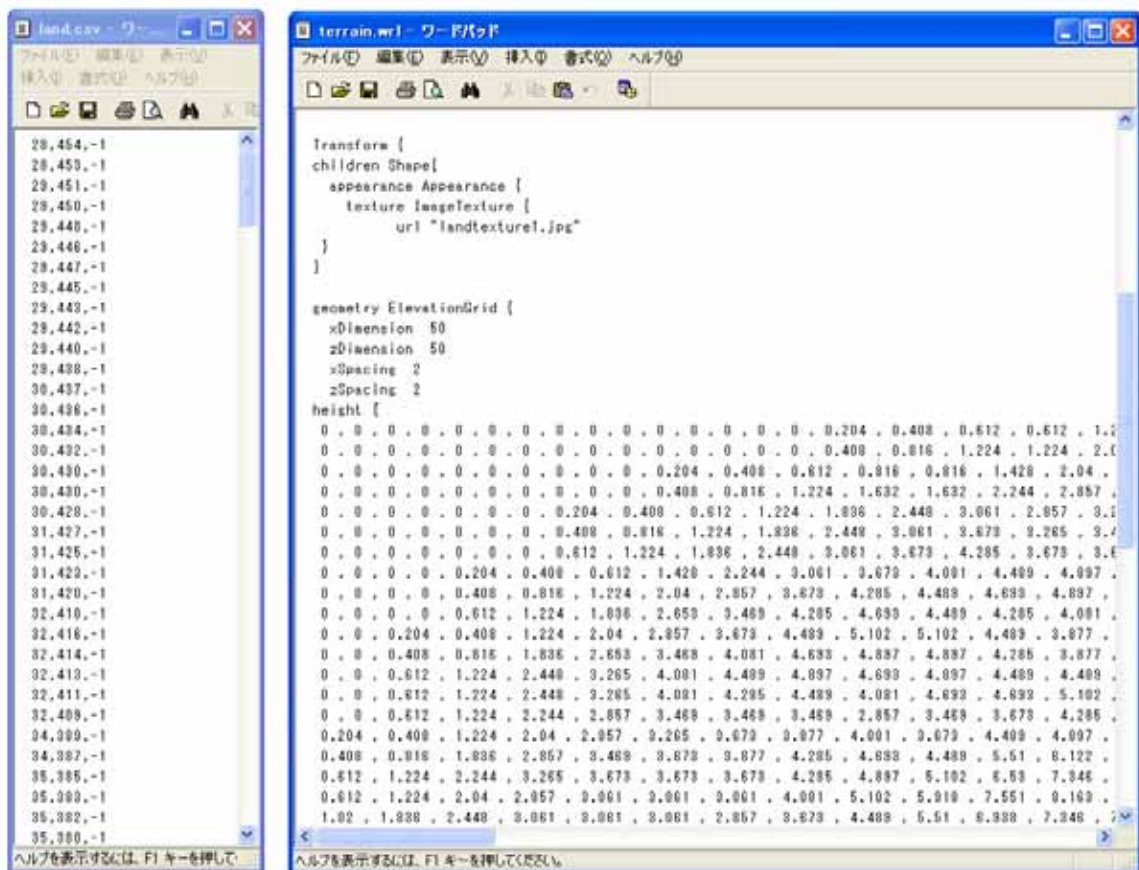 land.csv - ワー...
ファイル(F) 編集(E) 表示(V)
挿入(I) 書式(O) ヘルプ(H)
28,454,-1
28,453,-1
29,451,-1
29,450,-1
29,448,-1
29,446,-1
29,447,-1
29,445,-1
29,443,-1
29,442,-1
29,440,-1
29,438,-1
30,437,-1
30,436,-1
30,434,-1
30,432,-1
30,430,-1
30,430,-1
30,428,-1
31,427,-1
31,425,-1
31,423,-1
31,420,-1
32,418,-1
32,416,-1
32,414,-1
32,413,-1
32,411,-1
32,409,-1
34,389,-1
34,387,-1
35,385,-1
35,383,-1
35,382,-1
35,380,-1
ヘルプを表示するには、F1 キーを押して
terrain.wrl - ワードパッド
ファイル(F) 編集(E) 表示(V) 挿入(I) 書式(O) ヘルプ(H)
Transform {
children Shape{
appearance Appearance {
texture ImageTexture {
url "landtexture1.jpg"
}
}
geometry ElevationGrid {
xDimension 50
zDimension 50
xSpacing 2
zSpacing 2
height [
0 , 0 , 0 , 0 , 0 , 0 , 0 , 0 , 0 , 0 , 0 , 0 , 0 , 0 , 0 , 0.204 , 0.408 , 0.612 , 0.612 , 1.2
0 , 0 , 0 , 0 , 0 , 0 , 0 , 0 , 0 , 0 , 0 , 0 , 0 , 0 , 0 , 0.408 , 0.816 , 1.224 , 1.224 , 2.0
0 , 0 , 0 , 0 , 0 , 0 , 0 , 0 , 0 , 0 , 0.204 , 0.408 , 0.612 , 0.816 , 0.816 , 1.428 , 2.04 ,
0 , 0 , 0 , 0 , 0 , 0 , 0 , 0 , 0 , 0 , 0.408 , 0.816 , 1.224 , 1.632 , 1.632 , 2.244 , 2.857 ,
0 , 0 , 0 , 0 , 0 , 0 , 0 , 0.204 , 0.408 , 0.612 , 1.224 , 1.836 , 2.448 , 3.061 , 2.857 , 3.2
0 , 0 , 0 , 0 , 0 , 0 , 0 , 0.408 , 0.816 , 1.224 , 1.836 , 2.448 , 3.061 , 3.673 , 3.265 , 3.4
0 , 0 , 0 , 0 , 0 , 0 , 0 , 0.612 , 1.224 , 1.836 , 2.448 , 3.061 , 3.673 , 4.285 , 3.673 , 3.6
0 , 0 , 0 , 0 , 0.204 , 0.408 , 0.612 , 1.428 , 2.244 , 3.061 , 3.673 , 4.081 , 4.489 , 4.897 ,
0 , 0 , 0 , 0 , 0.408 , 0.816 , 1.224 , 2.04 , 2.857 , 3.673 , 4.285 , 4.489 , 4.693 , 4.897 ,
0 , 0 , 0 , 0 , 0.612 , 1.224 , 1.836 , 2.653 , 3.469 , 4.285 , 4.693 , 4.489 , 4.285 , 4.081 ,
0 , 0 , 0.204 , 0.408 , 1.224 , 2.04 , 2.857 , 3.673 , 4.489 , 5.102 , 5.102 , 4.489 , 3.877 ,
0 , 0 , 0.408 , 0.816 , 1.836 , 2.653 , 3.469 , 4.081 , 4.693 , 4.897 , 4.897 , 4.285 , 3.877 ,
0 , 0 , 0.612 , 1.224 , 2.448 , 3.265 , 4.081 , 4.489 , 4.897 , 4.693 , 4.897 , 4.489 , 4.489 ,
0 , 0 , 0.612 , 1.224 , 2.448 , 3.265 , 4.081 , 4.285 , 4.489 , 4.081 , 4.693 , 4.693 , 5.102 ,
0 , 0 , 0.612 , 1.224 , 2.244 , 2.857 , 3.469 , 3.469 , 3.469 , 2.857 , 3.469 , 3.673 , 4.286 ,
0.204 , 0.408 , 1.224 , 2.04 , 2.857 , 3.265 , 3.673 , 3.877 , 4.081 , 3.673 , 4.489 , 4.897 ,
0.408 , 0.816 , 1.836 , 2.857 , 3.469 , 3.673 , 3.877 , 4.285 , 4.693 , 4.489 , 5.51 , 6.122 ,
0.612 , 1.224 , 2.244 , 3.265 , 3.673 , 3.673 , 3.673 , 4.285 , 4.897 , 5.102 , 6.53 , 7.346 ,
0.612 , 1.224 , 2.04 , 2.857 , 3.061 , 3.061 , 3.061 , 4.081 , 5.102 , 5.918 , 7.551 , 8.163 ,
1.02 , 1.836 , 2.448 , 3.061 , 3.061 , 3.061 , 2.857 , 3.673 , 4.489 , 5.51 , 6.938 , 7.346 ,
ヘルプを表示するには、F1 キーを押してください。